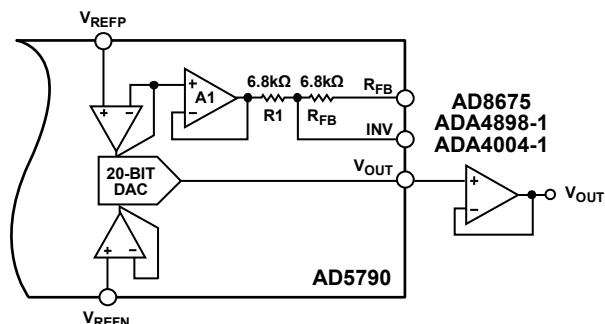 VREFP
6.8kΩ 6.8kΩ
+ −
+
A1
−
R1 RFB
RFB
INV
AD8675
ADA4898-1
ADA4004-1
+ −
20-BIT
DAC
VOUT
+
−
VOUT
+ −
AD5790
VREFN